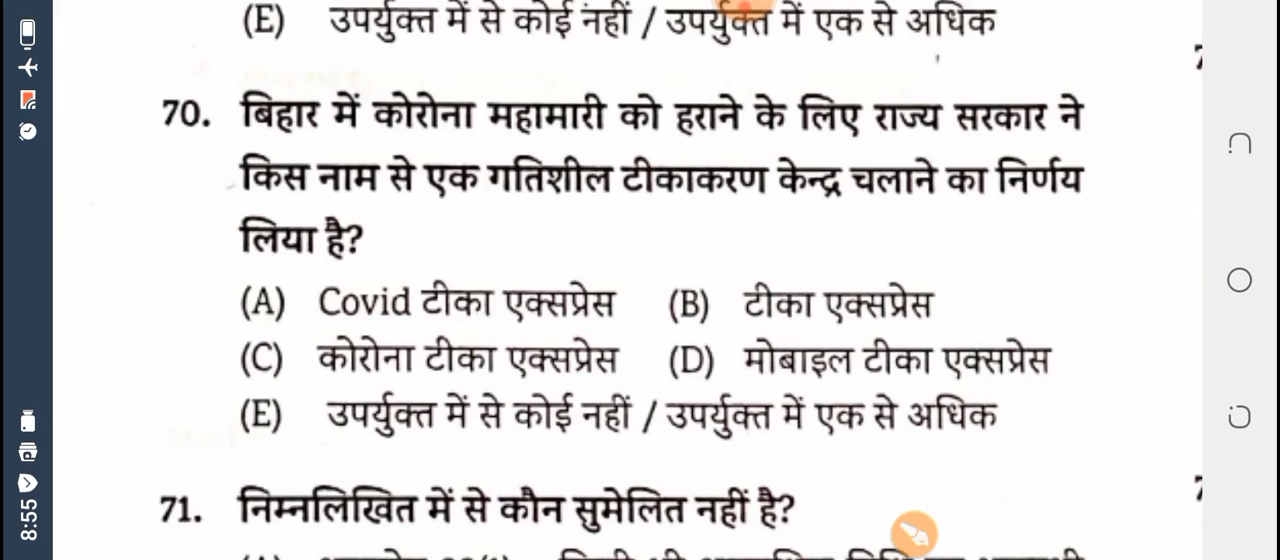 (E) उपर्युक्त में से कोई नहीं / उपर्युक्त में एक से अधिक
70. बिहार में कोरोना महामारी को हराने के लिए राज्य सरकार ने
किस नाम से एक गतिशील टीकाकरण केन्द्र चलाने का निर्णय
लिया है?
(A) Covid टीका एक्सप्रेस (B) टीका एक्सप्रेस
(C) कोरोना टीका एक्सप्रेस (D) मोबाइल टीका एक्सप्रेस
(E) उपर्युक्त में से कोई नहीं / उपर्युक्त में एक से अधिक
71. निम्नलिखित में से कौन सुमेलित नहीं है?
8:55